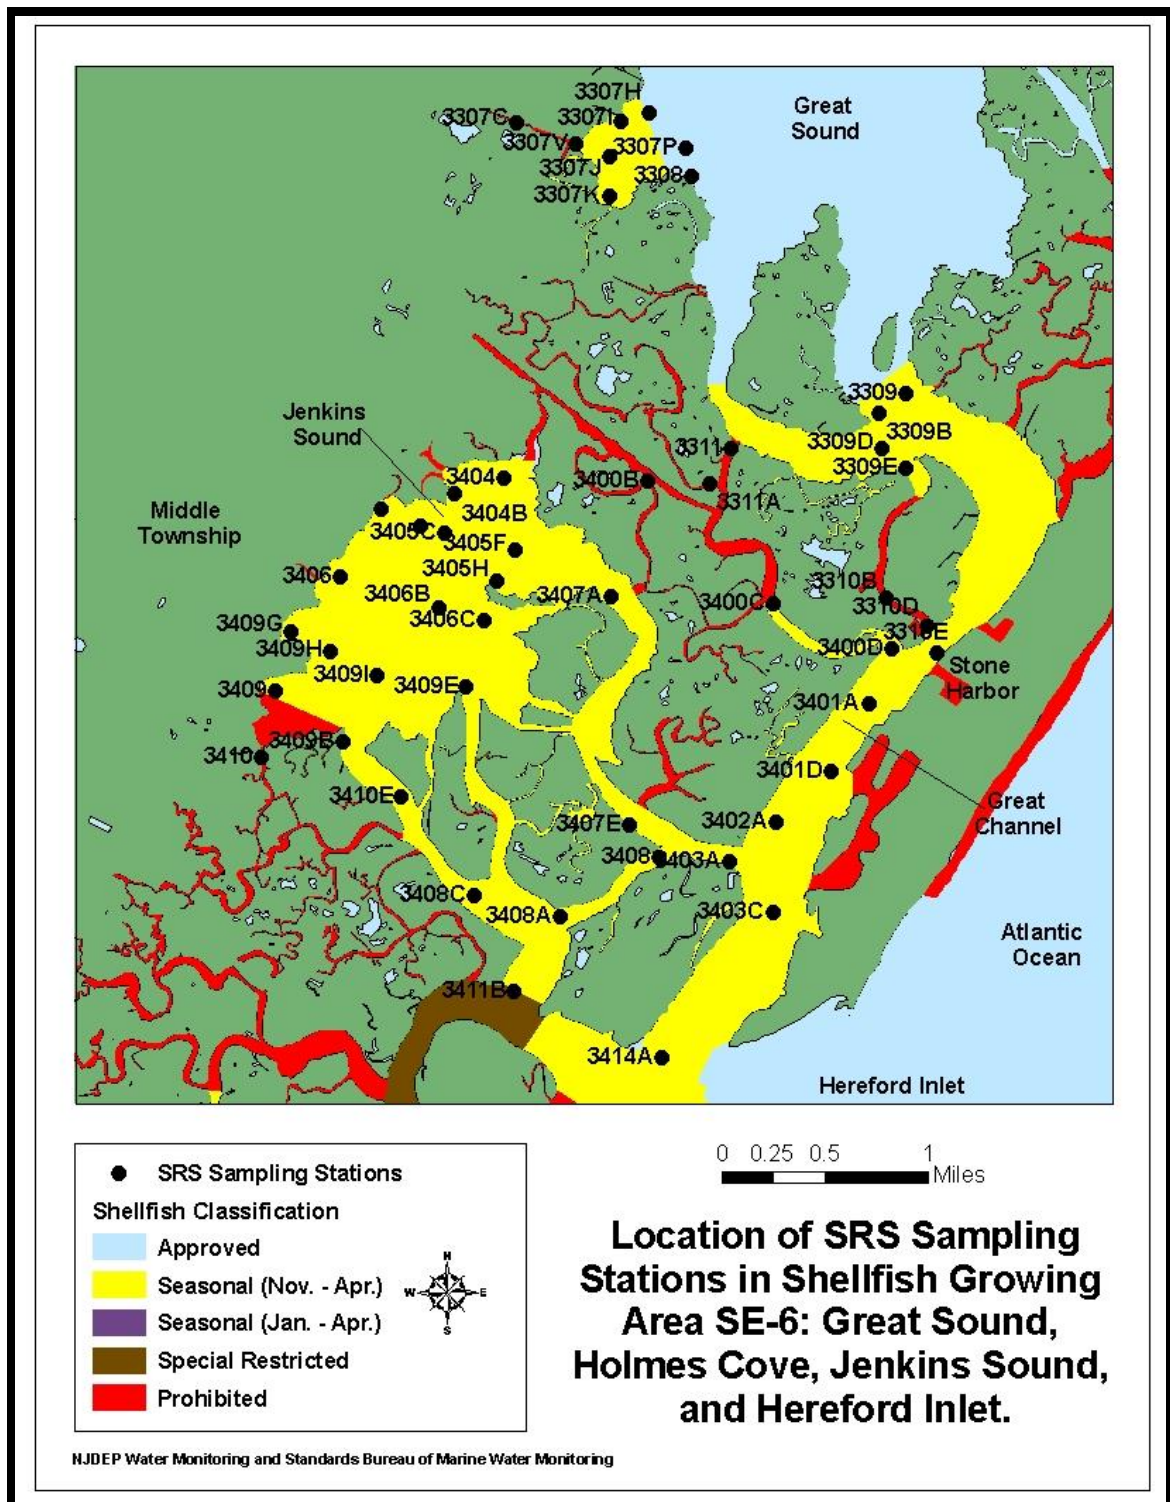 3307H
3307C
3307I
3307V
3307P
3307J
3308
3307K
Great
Sound
3309
3309B
3309D
3309E
3311
3400B
3311A
Jenkins
Sound
3404
3404B
3405C
3405F
3405H
Middle
Township
3406
3406B
3406C
3407A
3400C
3310B
3310D
3310E
3400D
3409G
3409H
3409I
3409
3409E
Stone
Harbor
3401A
3409B
3410
3401D
3410E
Great
Channel
3407E
3402A
3408
3403A
3408C
3408A
3403C
Atlantic
Ocean
3411B
3414A
Hereford Inlet
SRS Sampling Stations
Shellfish Classification
Approved
Seasonal (Nov. - Apr.)
Seasonal (Jan. - Apr.)
Special Restricted
Prohibited
N
W
E
S
0 0.25 0.5 1
Miles
Location of SRS Sampling
Stations in Shellfish Growing
Area SE-6: Great Sound,
Holmes Cove, Jenkins Sound,
and Hereford Inlet.
NJDEP Water Monitoring and Standards Bureau of Marine Water Monitoring